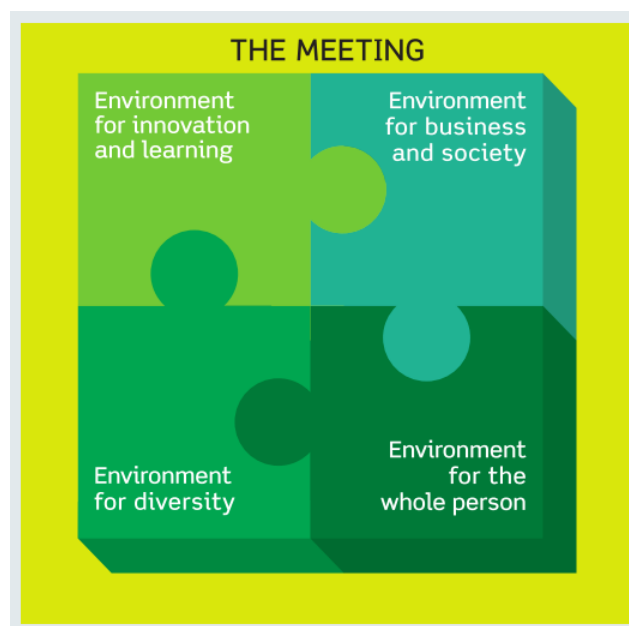 THE MEETING
Environment
for innovation
and learning
Environment
for business
and society
Environment
for diversity
Environment
for the
whole person